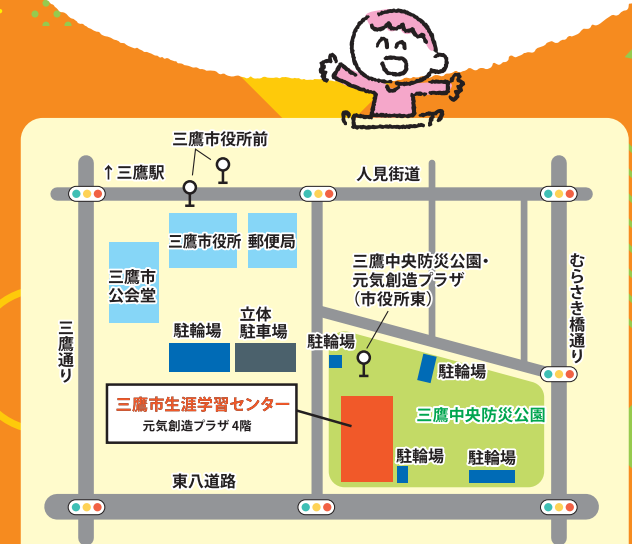 三鷹市役所前
↑三鷹駅
人見街道
三鷹市役所
郵便局
三鷹市
公会堂
三鷹中央防災公園・
元気創造プラザ
（市役所東）
むらさき橋通り
三鷹通り
駐輪場
立体
駐車場
駐輪場
駐輪場
三鷹市生涯学習センター
元気創造プラザ 4階
三鷹中央防災公園
駐輪場
駐輪場
東八道路